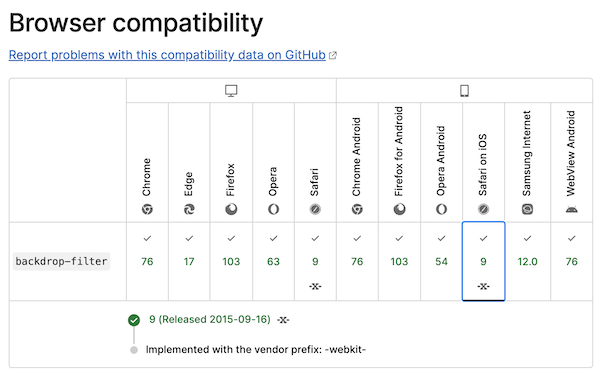 Browser compatibility
Report problems with this compatibility data on GitHub
Chrome
Edge
Firefox
Opera
Safari
Chrome Android
Firefox for Android
Opera Android
Safari on iOS
Samsung Internet
WebView Android
backdrop-filter
76
17
103
63
9
76
103
54
9
12.0
76
-x-
-x-
9 (Released 2015-09-16) -x-
Implemented with the vendor prefix: -webkit-